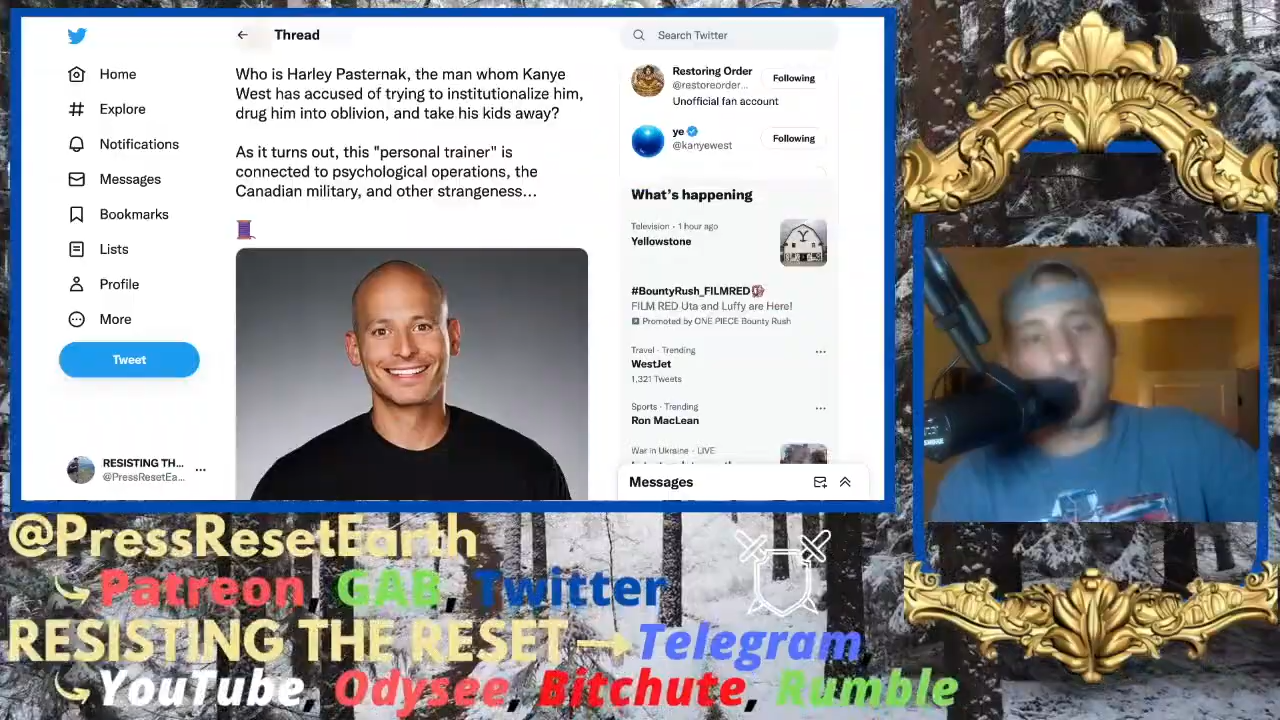 Thread
Search Twitter
Home
Explore
Notifications
Messages
Bookmarks
Lists
Profile
More
Tweet
RESISTING TH...
@PressResetEa...
Who is Harley Pasternak, the man whom Kanye
West has accused of trying to institutionalize him,
drug him into oblivion, and take his kids away?
As it turns out, this "personal trainer" is
connected to psychological operations, the
Canadian military, and other strangeness...
Restoring Order
@restoreorder...
Following
Unofficial fan account
ye
@kanyewest
Following
What's happening
Television · 1 hour ago
Yellowstone
#BountyRush_FILMRED
FILM RED Uta and Luffy are Here!
Promoted by ONE PIECE Bounty Rush
Travel · Trending
WestJet
1,321 Tweets
Sports · Trending
Ron MacLean
War in Ukraine · LIVE
Messages
@PressResetEarth
Patreon, GAB, Twitter
RESISTING THE RESET → Telegram,
YouTube, Odysee, Bitchute, Rumble